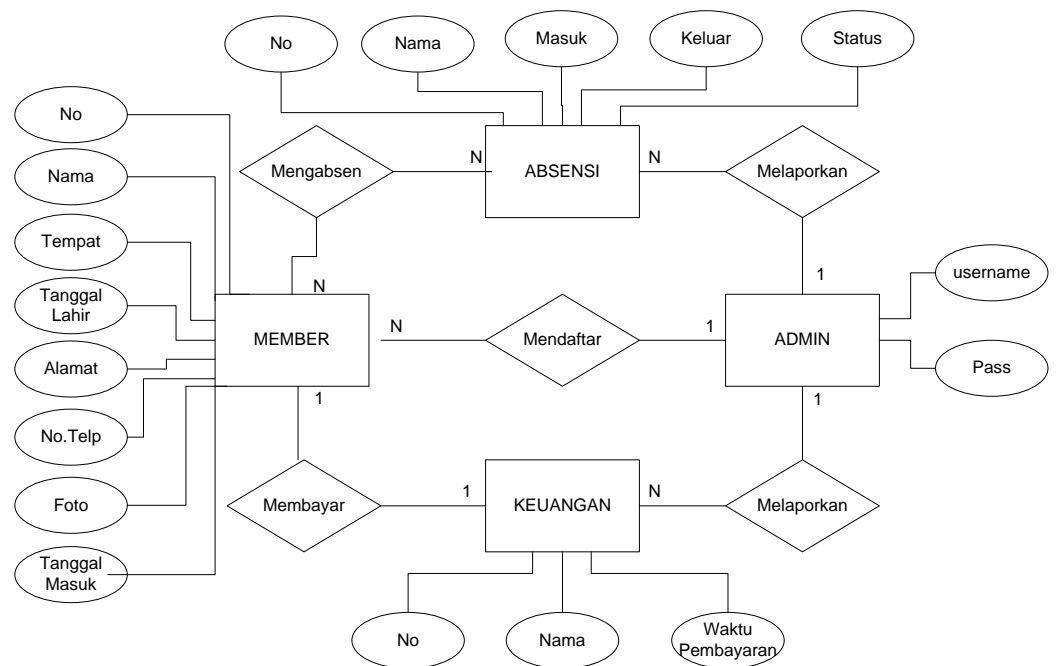 No
Nama
Masuk
Keluar
Status
No
Nama
Tempat
Tanggal
Lahir
Alamat
No.Telp
Foto
Tanggal
Masuk
Mengabsen
N
ABSENSI
N
Melaporkan
N
1
username
MEMBER
N
Mendaftar
1
ADMIN
Pass
1
1
Membayar
1
KEUANGAN
N
Melaporkan
No
Nama
Waktu
Pembayaran